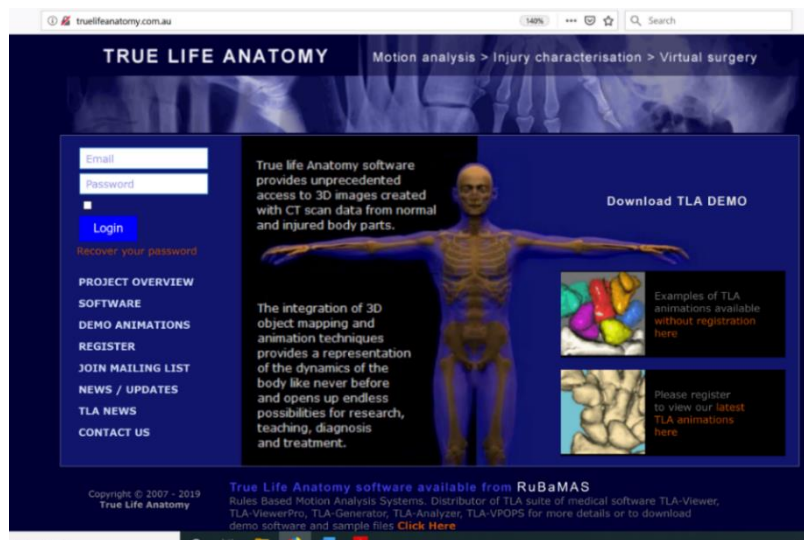 truelifeanatomy.com.au
140%
Search
TRUE LIFE ANATOMY
Motion analysis > Injury characterisation > Virtual surgery
Email
Password
Login
Recover your password
PROJECT OVERVIEW
SOFTWARE
DEMO ANIMATIONS
REGISTER
JOIN MAILING LIST
NEWS / UPDATES
TLA NEWS
CONTACT US
True life Anatomy software
provides unprecedented
access to 3D images created
with CT scan data from normal
and injured body parts.
The integration of 3D
object mapping and
animation techniques
provides a representation
of the dynamics of the
body like never before
and opens up endless
possibilities for research,
teaching, diagnosis
and treatment.
Download TLA DEMO
Examples of TLA
animations available
without registration
here
Please register
to view our latest
TLA animations
here
Copyright © 2007 - 2019
True Life Anatomy
True Life Anatomy software available from RuBaMAS
Rules Based Motion Analysis Systems. Distributor of TLA suite of medical software TLA-Viewer,
TLA-ViewerPro, TLA-Generator, TLA-Analyzer, TLA-VPOPS for more details or to download
demo software and sample files Click Here